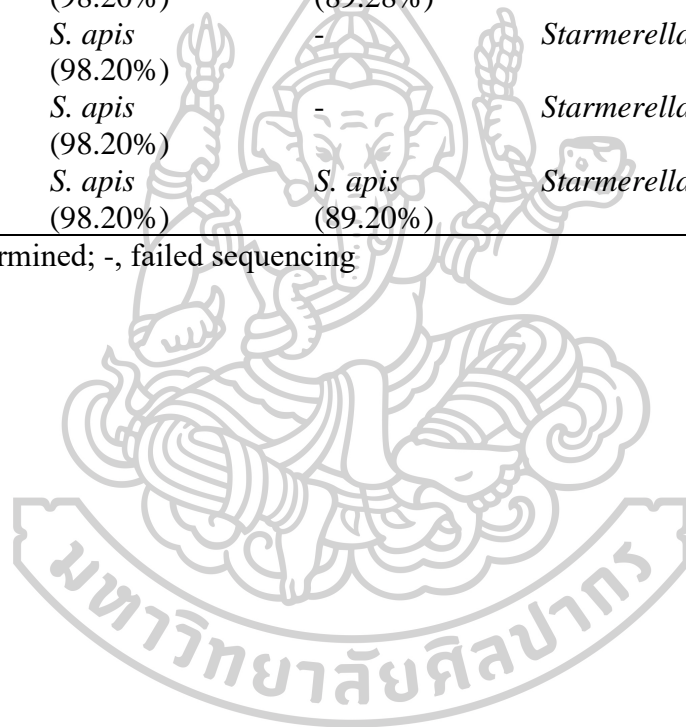 (98.20%) (89.28%)
S. apis - Starmerella
(98.20%)
S. apis - Starmerella
(98.20%)
S. apis S. apis Starmerella
(98.20%) (89.20%)
rmined; -, failed sequencing
มหาวิทยาลัยศิลปากร